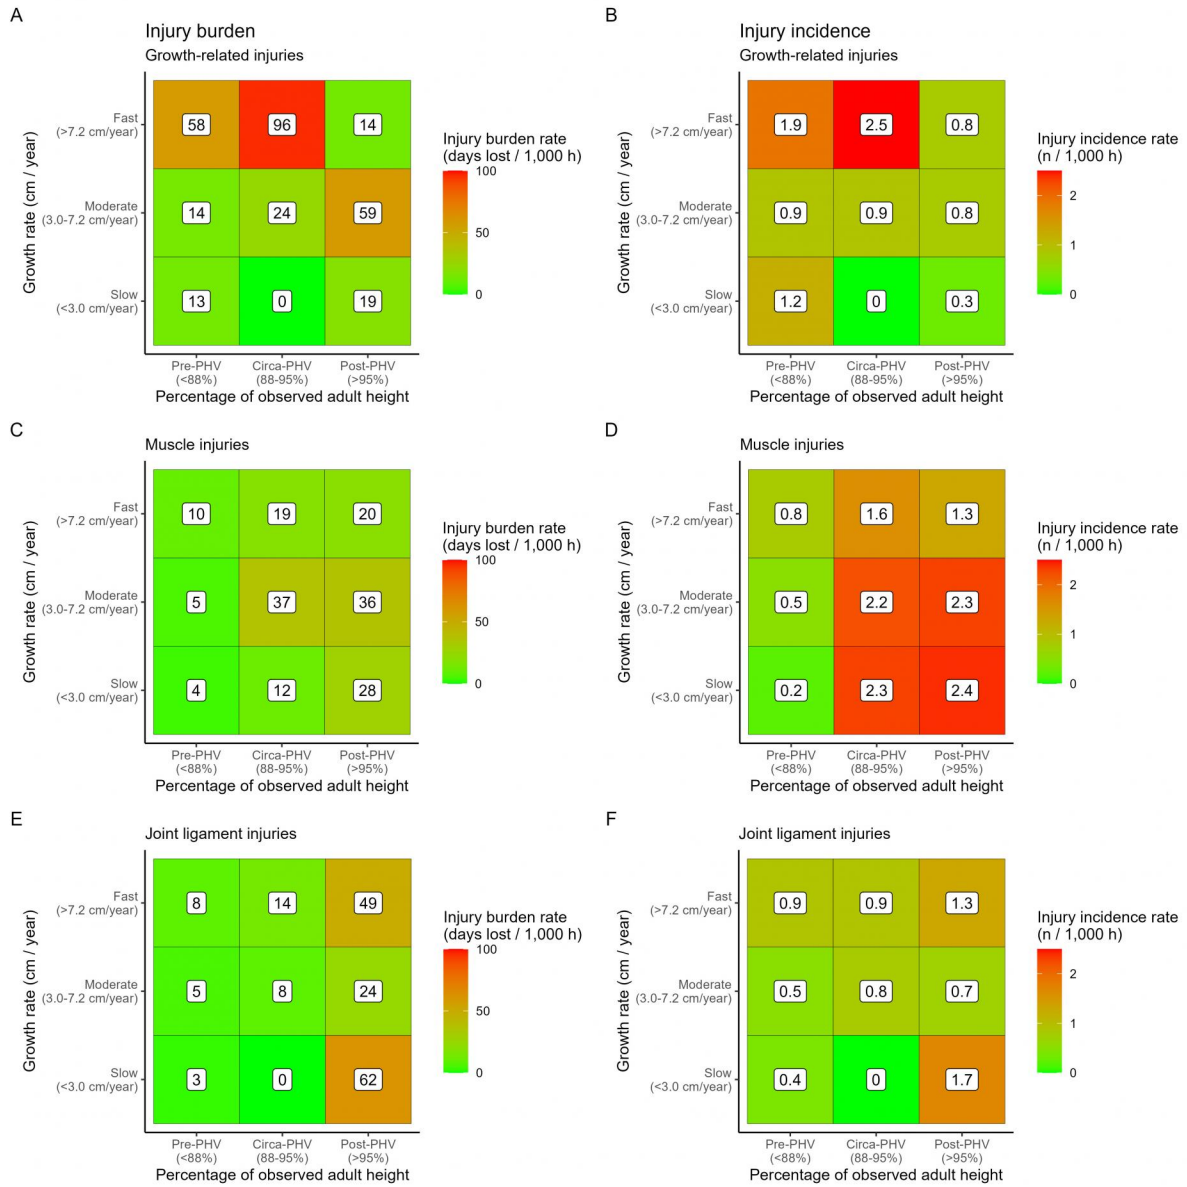 A
Injury burden
Growth-related injuries
Growth rate (cm / year)
Fast
(>7.2 cm/year)
58 96 14
Moderate
(3.0-7.2 cm/year)
14 24 59
Slow
(<3.0 cm/year)
13 0 19
Pre-PHV Circa-PHV Post-PHV
(<88%) (88-95%) (>95%)
Percentage of observed adult height
Injury burden rate
(days lost / 1,000 h)
100
50
0
B
Injury incidence
Growth-related injuries
Growth rate (cm / year)
Fast
(>7.2 cm/year)
1.9 2.5 0.8
Moderate
(3.0-7.2 cm/year)
0.9 0.9 0.8
Slow
(<3.0 cm/year)
1.2 0 0.3
Pre-PHV Circa-PHV Post-PHV
(<88%) (88-95%) (>95%)
Percentage of observed adult height
Injury incidence rate
(n / 1,000 h)
2
1
0
C
Muscle injuries
Growth rate (cm / year)
Fast
(>7.2 cm/year)
10 19 20
Moderate
(3.0-7.2 cm/year)
5 37 36
Slow
(<3.0 cm/year)
4 12 28
Pre-PHV Circa-PHV Post-PHV
(<88%) (88-95%) (>95%)
Percentage of observed adult height
Injury burden rate
(days lost / 1,000 h)
100
50
0
D
Muscle injuries
Growth rate (cm / year)
Fast
(>7.2 cm/year)
0.8 1.6 1.3
Moderate
(3.0-7.2 cm/year)
0.5 2.2 2.3
Slow
(<3.0 cm/year)
0.2 2.3 2.4
Pre-PHV Circa-PHV Post-PHV
(<88%) (88-95%) (>95%)
Percentage of observed adult height
Injury incidence rate
(n / 1,000 h)
2
1
0
E
Joint ligament injuries
Growth rate (cm / year)
Fast
(>7.2 cm/year)
8 14 49
Moderate
(3.0-7.2 cm/year)
5 8 24
Slow
(<3.0 cm/year)
3 0 62
Pre-PHV Circa-PHV Post-PHV
(<88%) (88-95%) (>95%)
Percentage of observed adult height
Injury burden rate
(days lost / 1,000 h)
100
50
0
F
Joint ligament injuries
Growth rate (cm / year)
Fast
(>7.2 cm/year)
0.9 0.9 1.3
Moderate
(3.0-7.2 cm/year)
0.5 0.8 0.7
Slow
(<3.0 cm/year)
0.4 0 1.7
Pre-PHV Circa-PHV Post-PHV
(<88%) (88-95%) (>95%)
Percentage of observed adult height
Injury incidence rate
(n / 1,000 h)
2
1
0